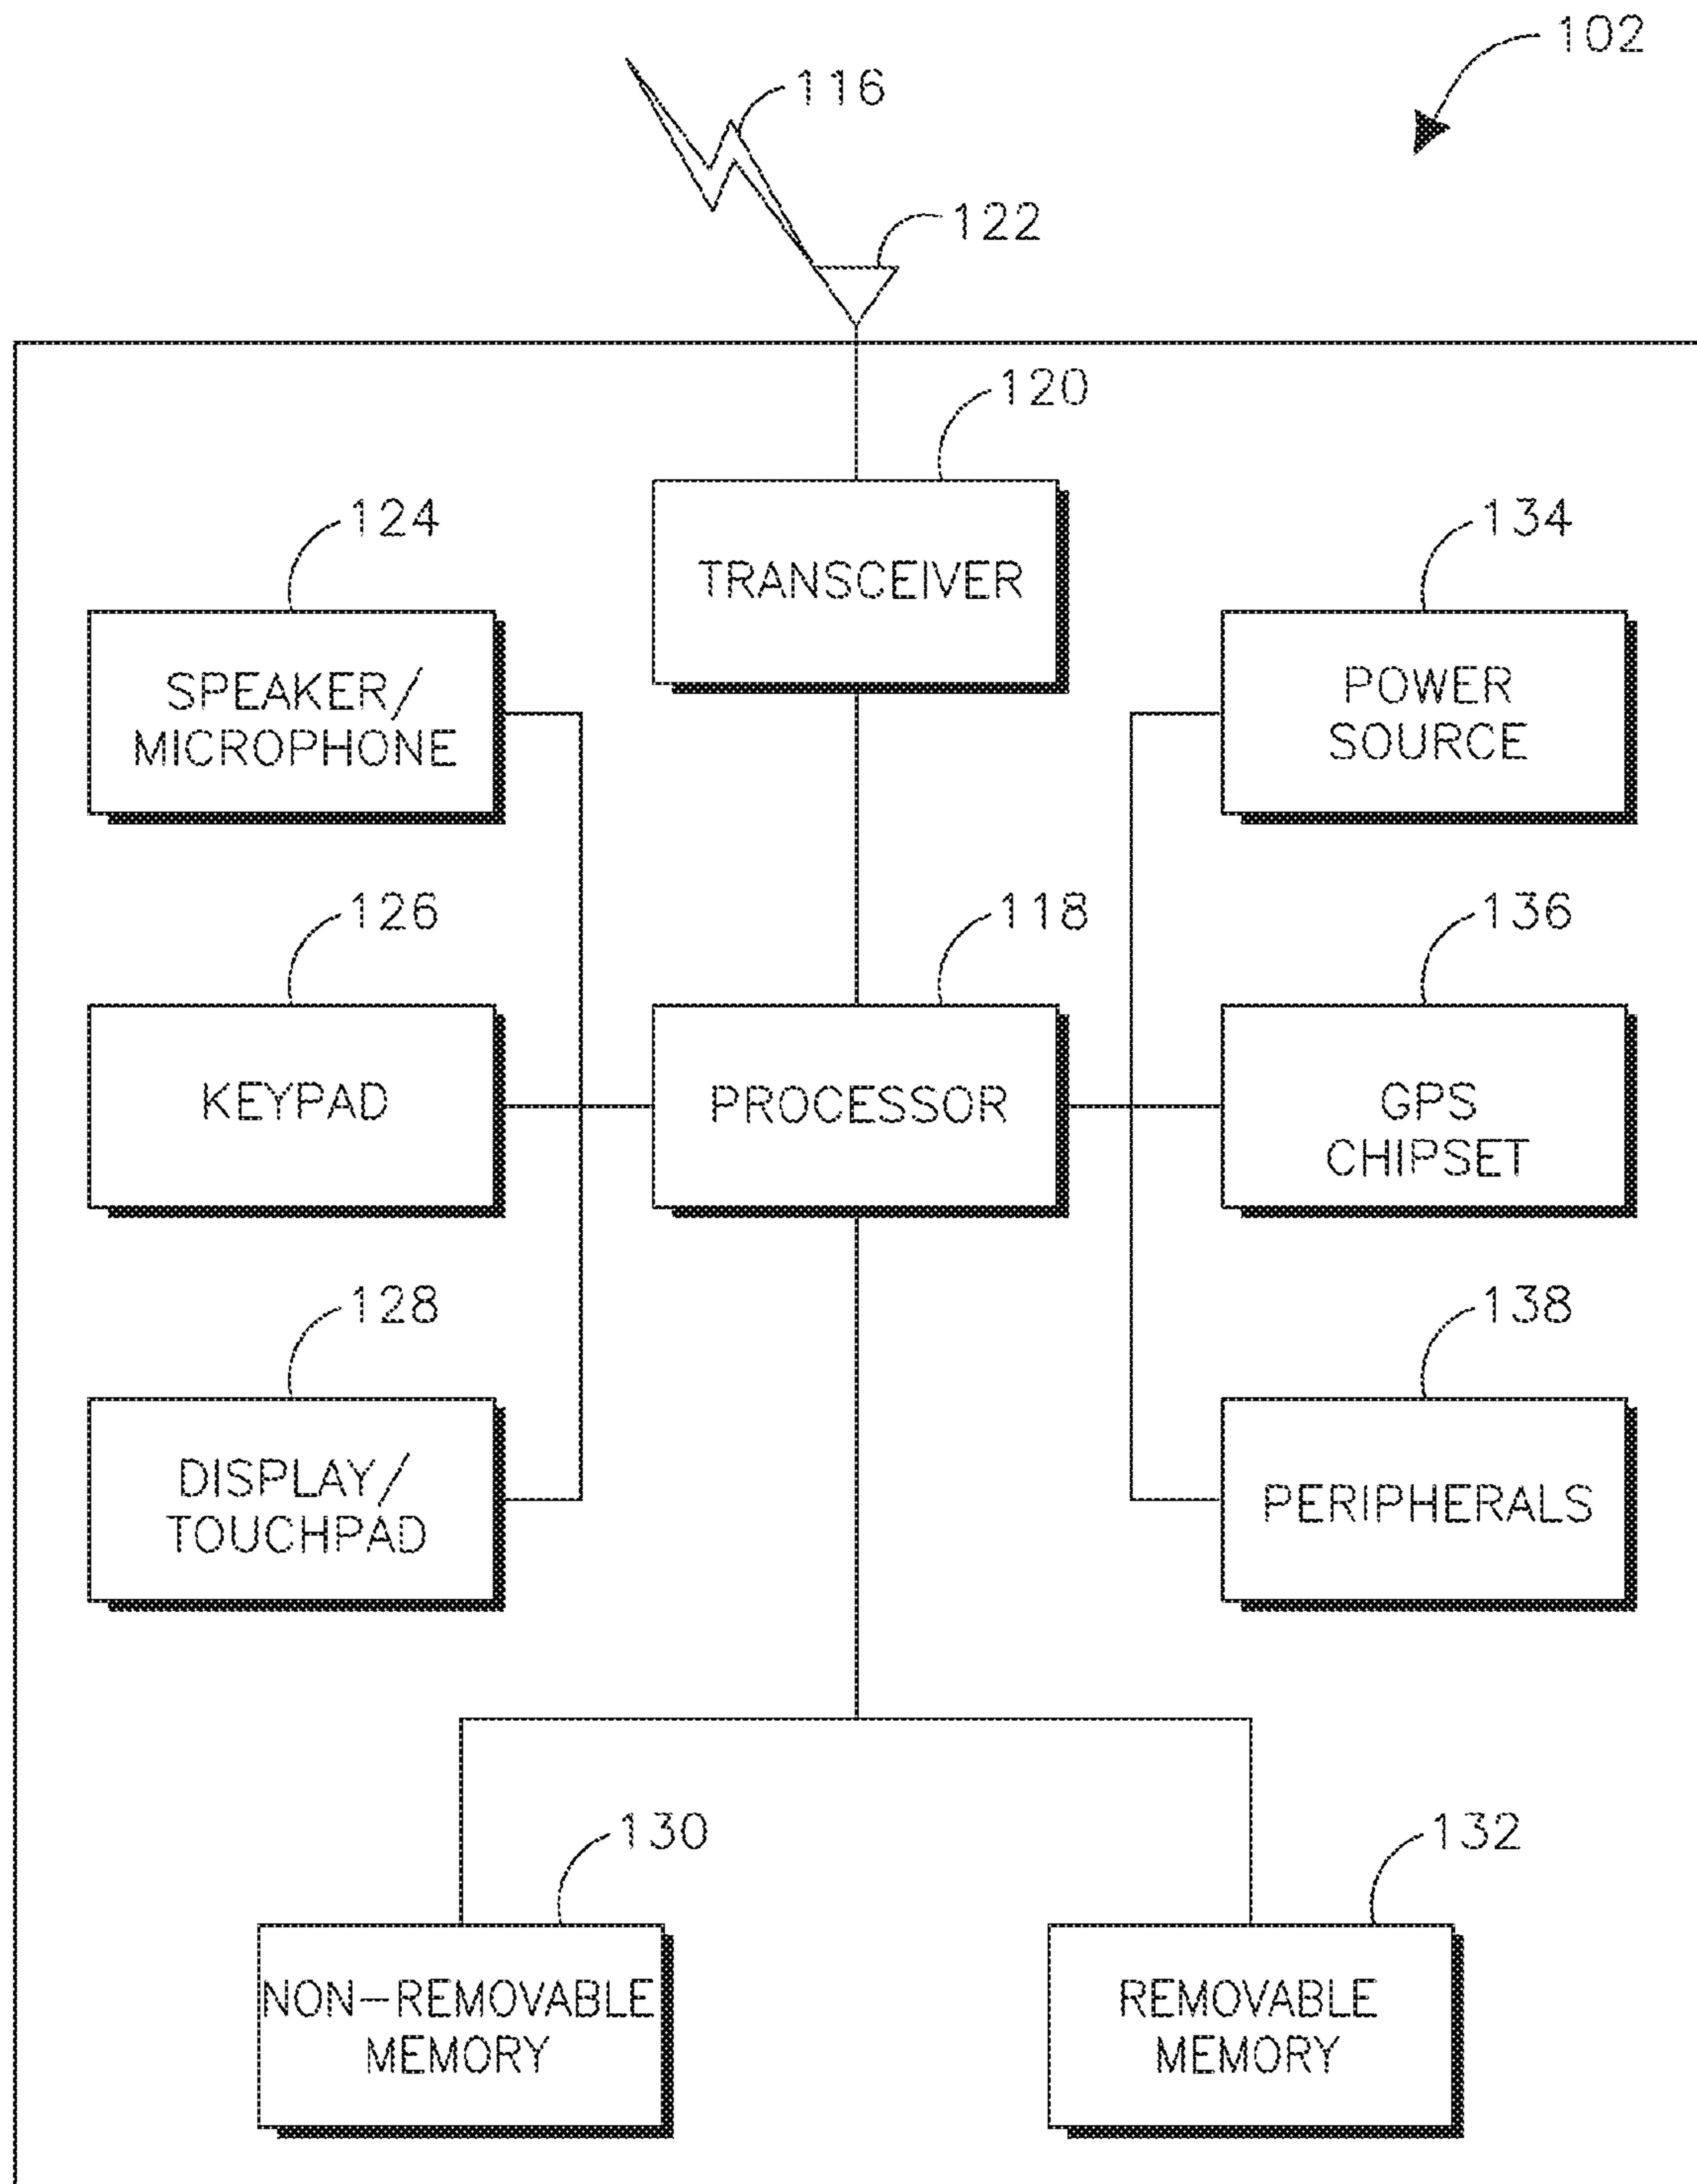 102
116
122
120
TRANSCEIVER
124
SPEAKER/
MICROPHONE
134
POWER
SOURCE
126
KEYPAD
118
PROCESSOR
136
GPS
CHIPSET
128
DISPLAY/
TOUCHPAD
138
PERIPHERALS
130
NON-REMOVABLE
MEMORY
132
REMOVABLE
MEMORY